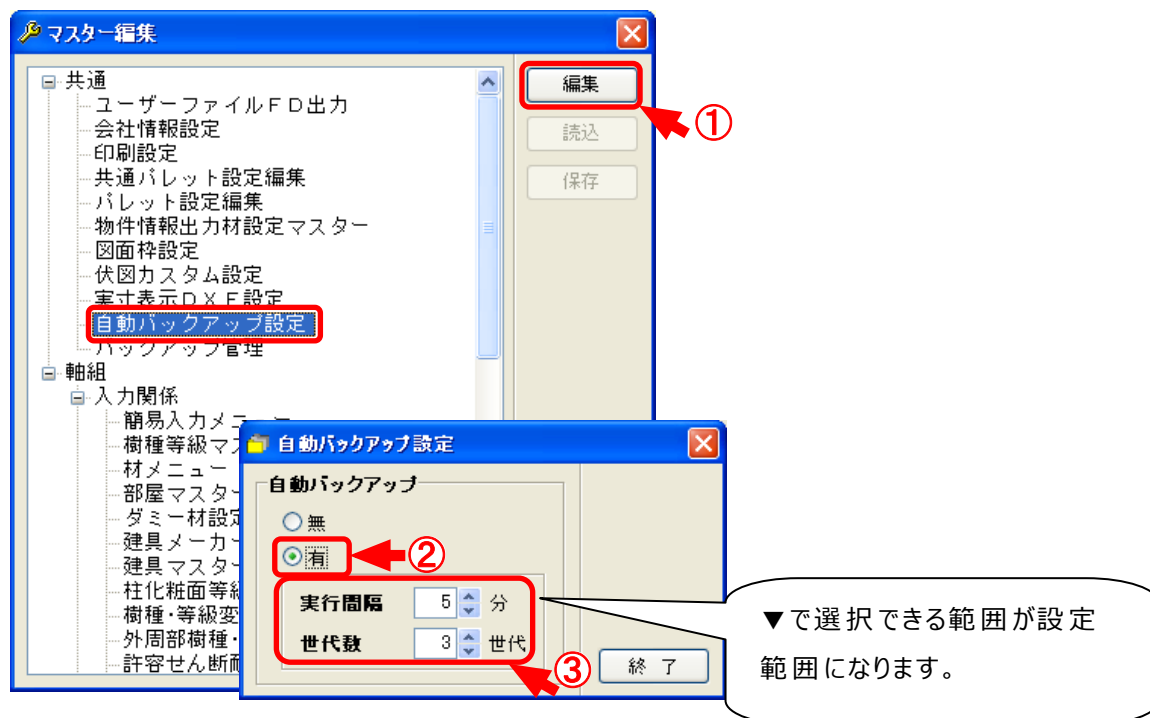 マスター編集
共通
ユーザーファイルＦＤ出力
会社情報設定
印刷設定
共通パレット設定編集
パレット設定編集
物件情報出力材設定マスター
図面枠設定
伏図カスタム設定
実寸表示ＤＸＦ設定
自動バックアップ設定
バックアップ管理
軸組
入力関係
簡易入力メニュー
樹種等級マス
材メニュー
部屋マスター
ダミー材設定
建具メーカー
建具マスター
柱化粧面等級
樹種・等級変
外周部樹種・
許容せん断耐
編集
読込
保存
①
自動バックアップ設定
自動バックアップ
無
有
②
実行間隔 5 分
世代数 3 世代
③
終 了
▼で選択できる範囲が設定
範囲になります。